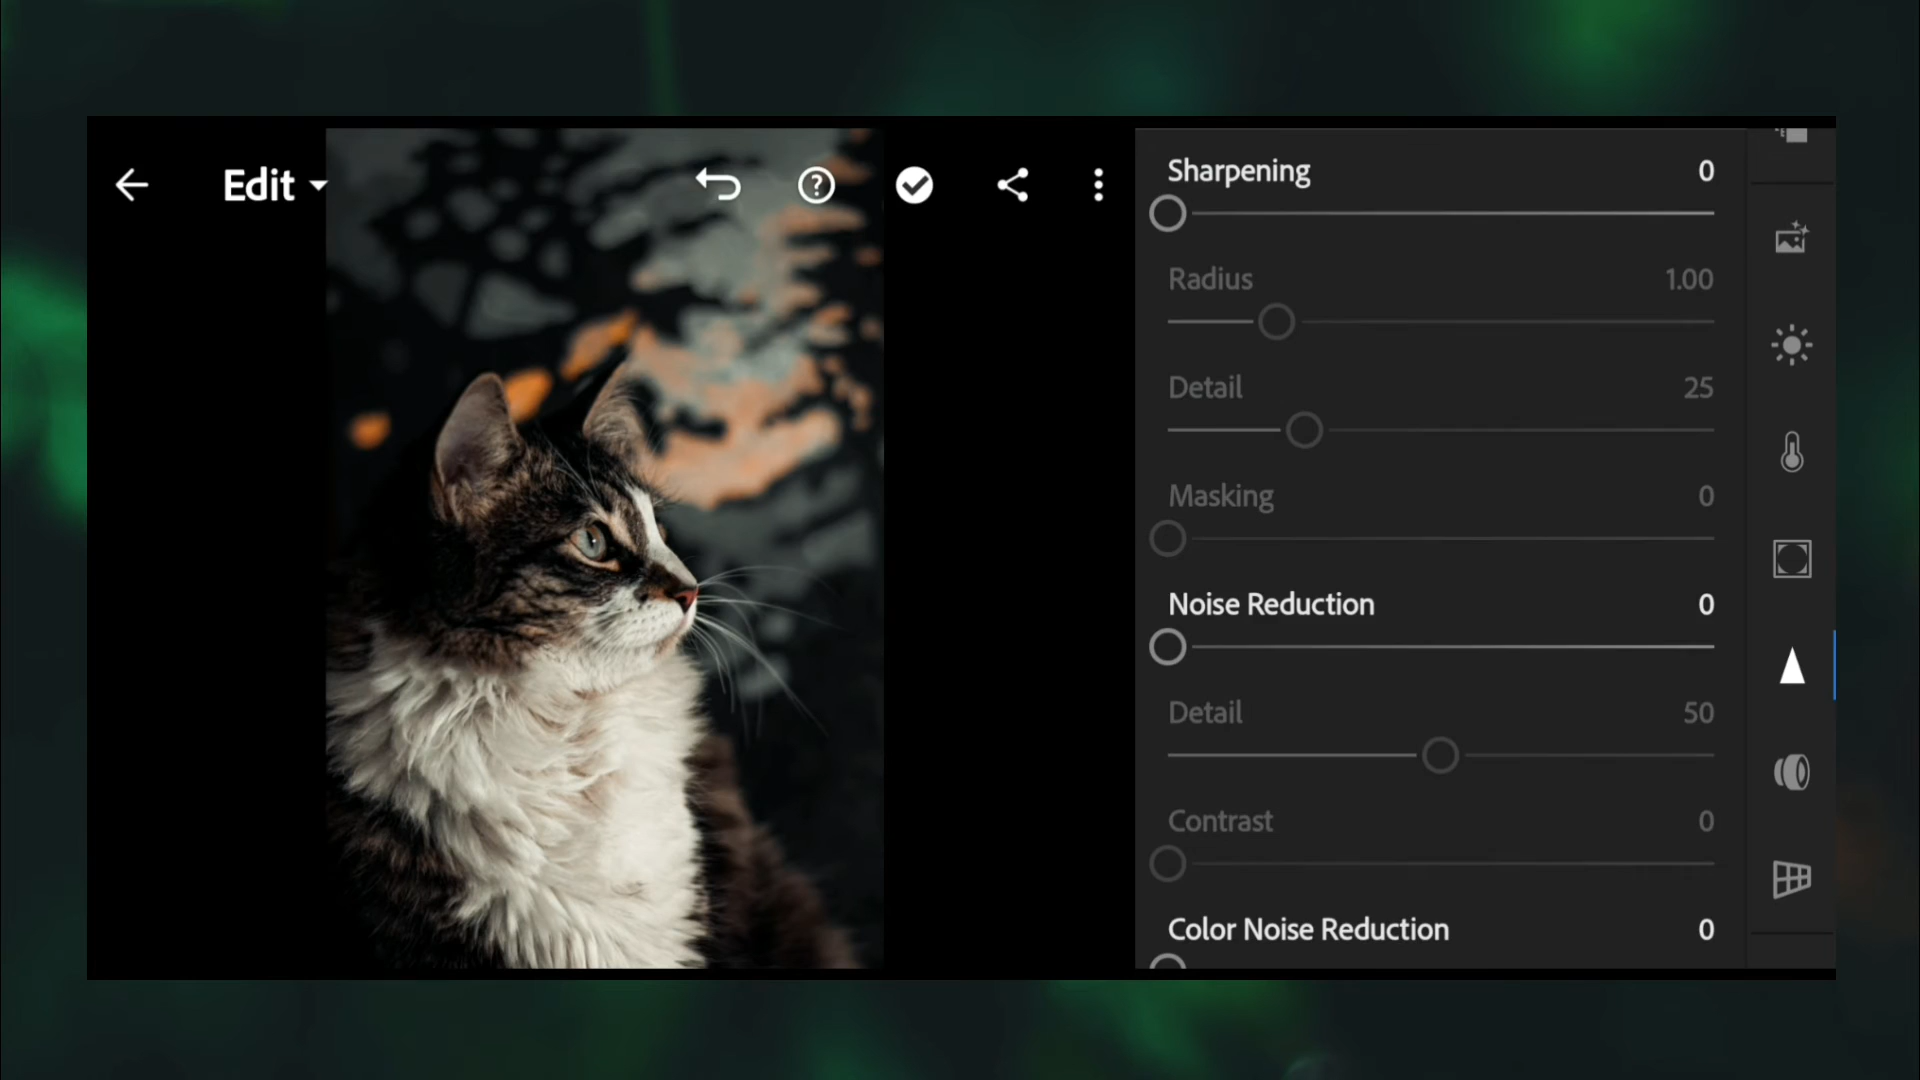 Edit
Sharpening 0
Radius 1.00
Detail 25
Masking 0
Noise Reduction 0
Detail 50
Contrast 0
Color Noise Reduction 0